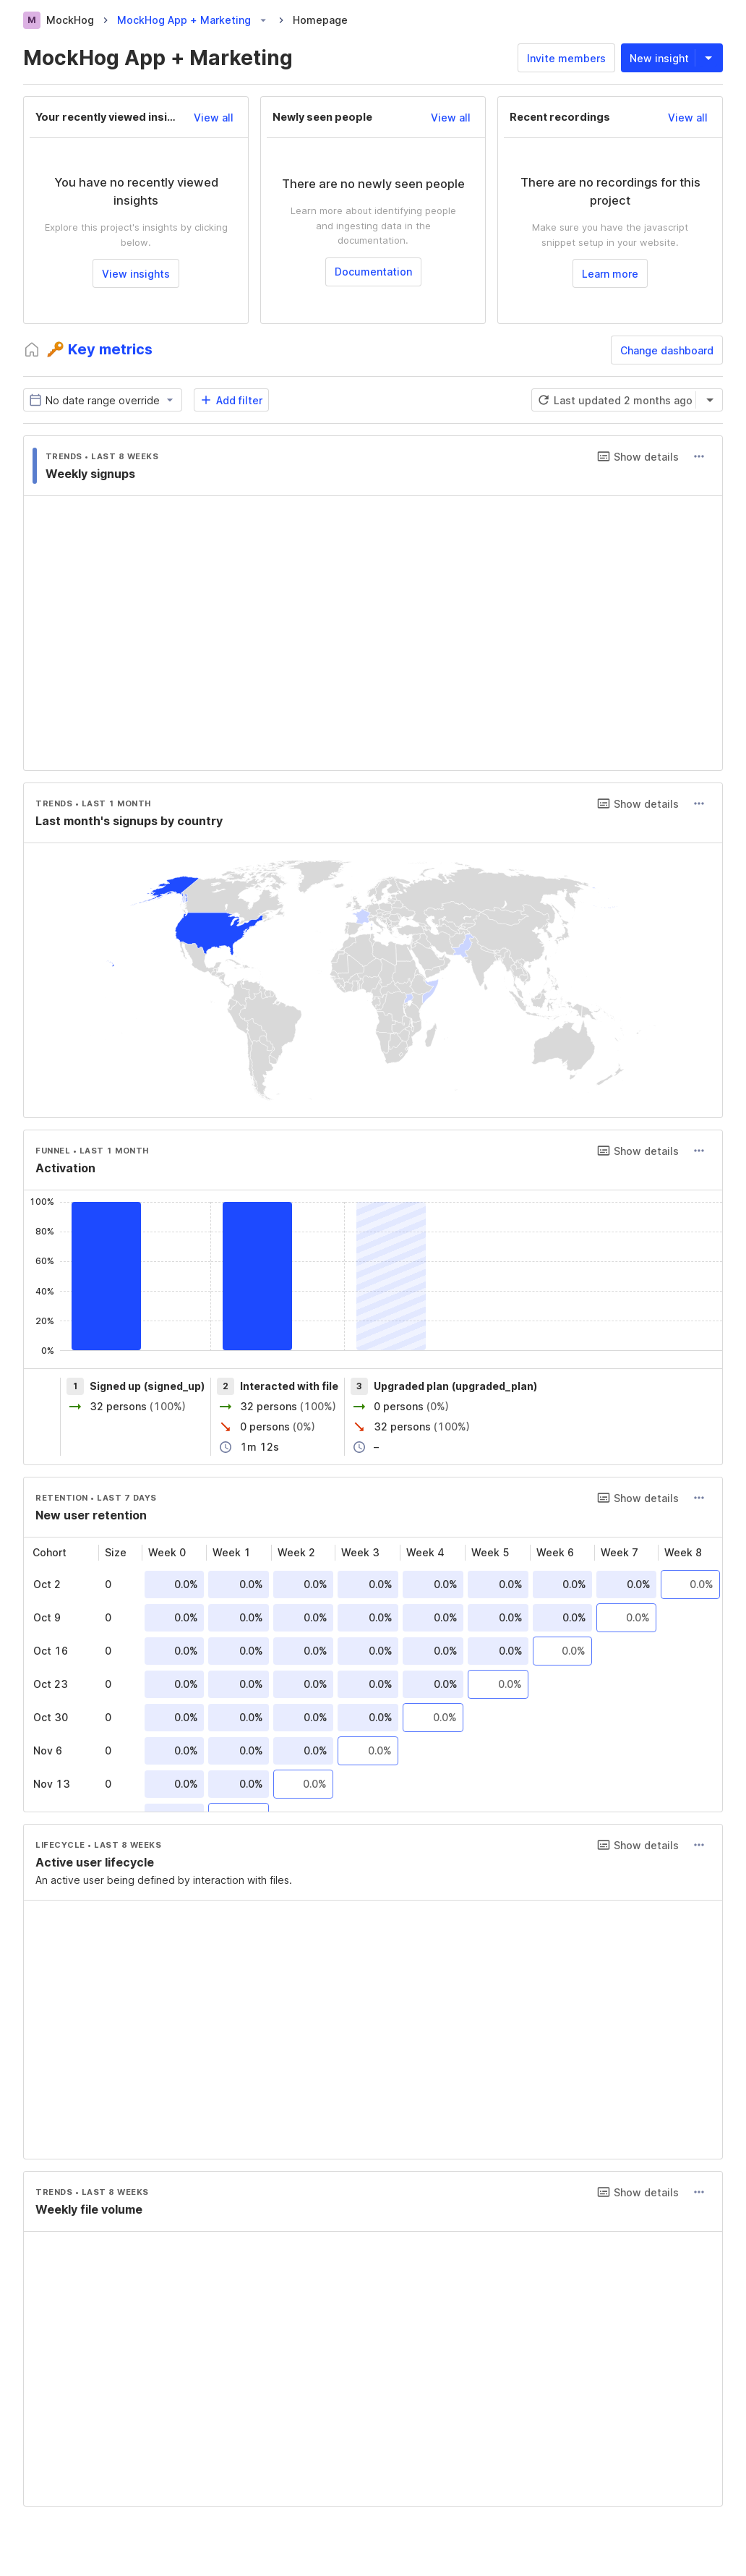 M MockHog MockHog App + Marketing Homepage
MockHog App + Marketing
Invite members New insight
Your recently viewed insi... View all
You have no recently viewed
insights
Explore this project's insights by clicking
below.
View insights
Newly seen people View all
There are no newly seen people
Learn more about identifying people
and ingesting data in the
documentation.
Documentation
Recent recordings View all
There are no recordings for this
project
Make sure you have the javascript
snippet setup in your website.
Learn more
Key metrics Change dashboard
No date range override Add filter Last updated 2 months ago
TRENDS • LAST 8 WEEKS Show details
Weekly signups
TRENDS • LAST 1 MONTH Show details
Last month's signups by country
FUNNEL • LAST 1 MONTH Show details
Activation
100%
80%
60%
40%
20%
0%
1 Signed up (signed_up)
32 persons (100%)
2 Interacted with file
32 persons (100%)
0 persons (0%)
1m 12s
3 Upgraded plan (upgraded_plan)
0 persons (0%)
32 persons (100%)
–
RETENTION • LAST 7 DAYS Show details
New user retention
Cohort Size Week 0 Week 1 Week 2 Week 3 Week 4 Week 5 Week 6 Week 7 Week 8
Oct 2 0 0.0% 0.0% 0.0% 0.0% 0.0% 0.0% 0.0% 0.0% 0.0%
Oct 9 0 0.0% 0.0% 0.0% 0.0% 0.0% 0.0% 0.0% 0.0%
Oct 16 0 0.0% 0.0% 0.0% 0.0% 0.0% 0.0% 0.0%
Oct 23 0 0.0% 0.0% 0.0% 0.0% 0.0% 0.0%
Oct 30 0 0.0% 0.0% 0.0% 0.0% 0.0%
Nov 6 0 0.0% 0.0% 0.0% 0.0%
Nov 13 0 0.0% 0.0% 0.0%
LIFECYCLE • LAST 8 WEEKS Show details
Active user lifecycle
An active user being defined by interaction with files.
TRENDS • LAST 8 WEEKS Show details
Weekly file volume